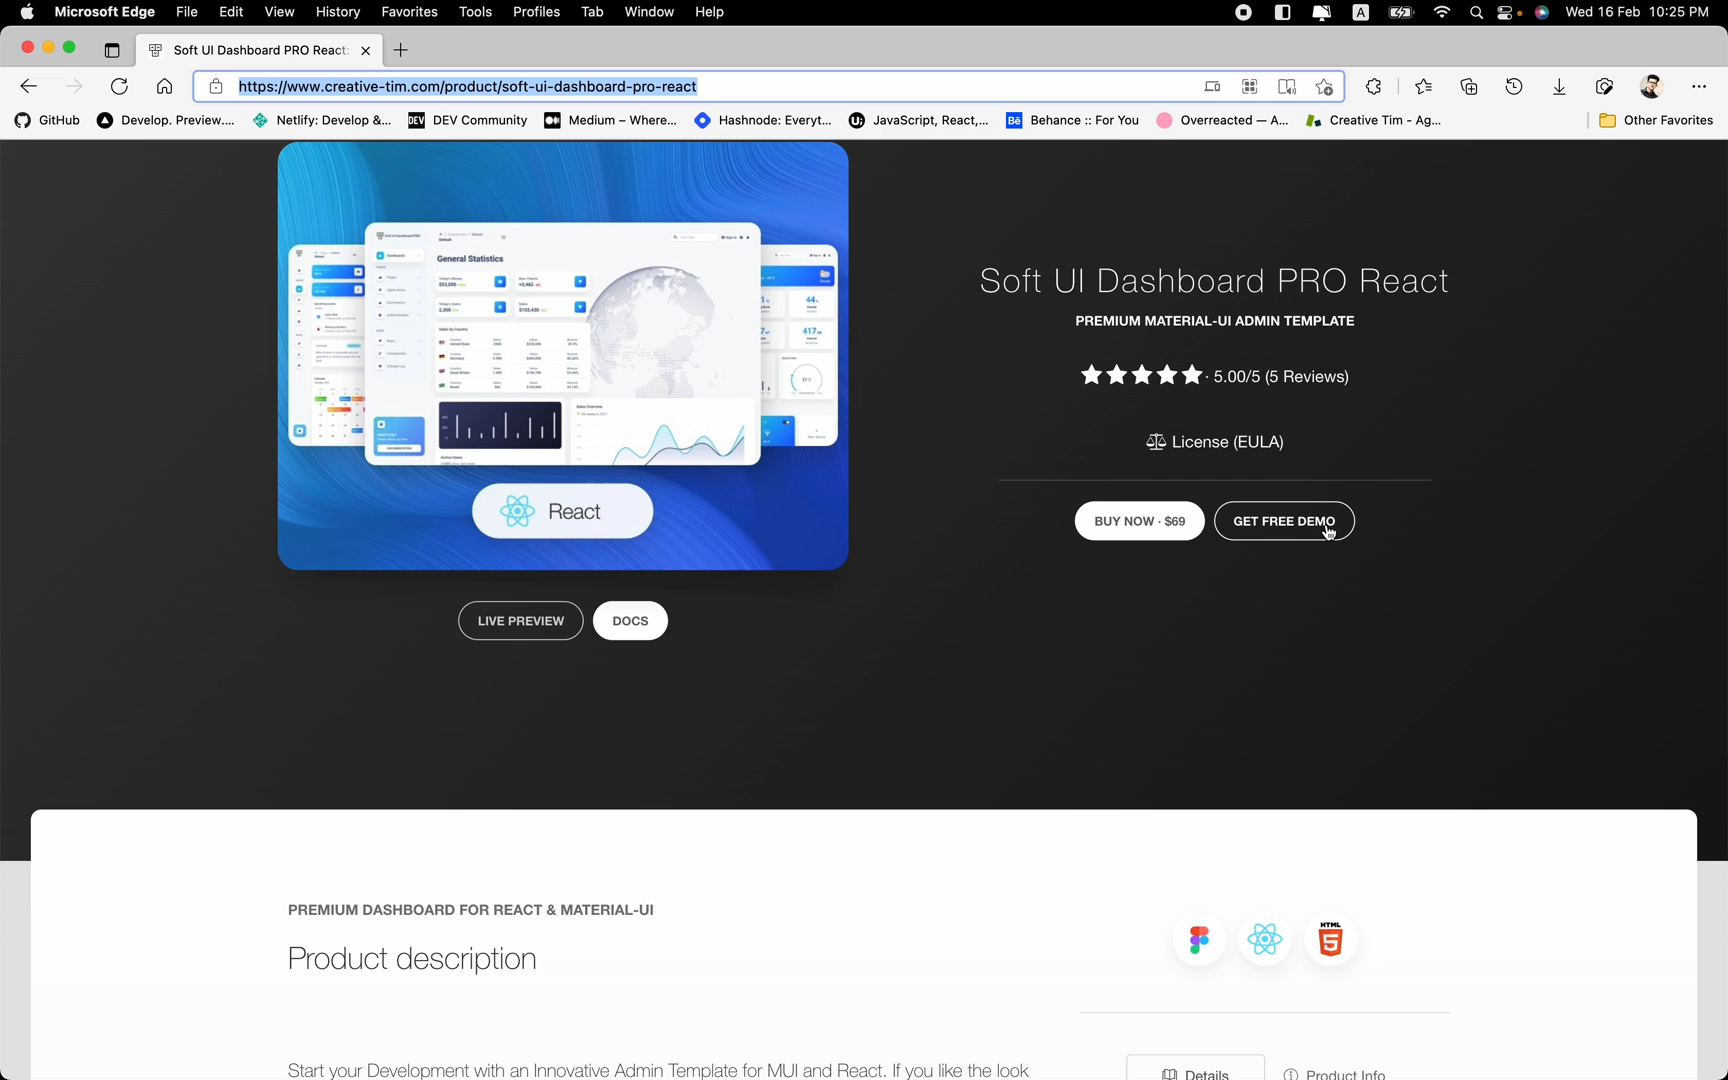 Microsoft Edge File Edit View History Favorites Tools Profiles Tab Window Help
A Wed 16 Feb 10:25 PM
Soft UI Dashboard PRO React:
https://www.creative-tim.com/product/soft-ui-dashboard-pro-react
GitHub Develop. Preview.... Netlify: Develop &... DEV DEV Community Medium – Where... Hashnode: Everyt... JavaScript, React,... Bē Behance :: For You Overreacted — A... Creative Tim - Ag... Other Favorites
General Statistics
React
LIVE PREVIEW DOCS
Soft UI Dashboard PRO React
PREMIUM MATERIAL-UI ADMIN TEMPLATE
· 5.00/5 (5 Reviews)
License (EULA)
BUY NOW · $69 GET FREE DEMO
PREMIUM DASHBOARD FOR REACT & MATERIAL-UI
Product description
Start your Development with an Innovative Admin Template for MUI and React. If you like the look
HTML
Details Product Info